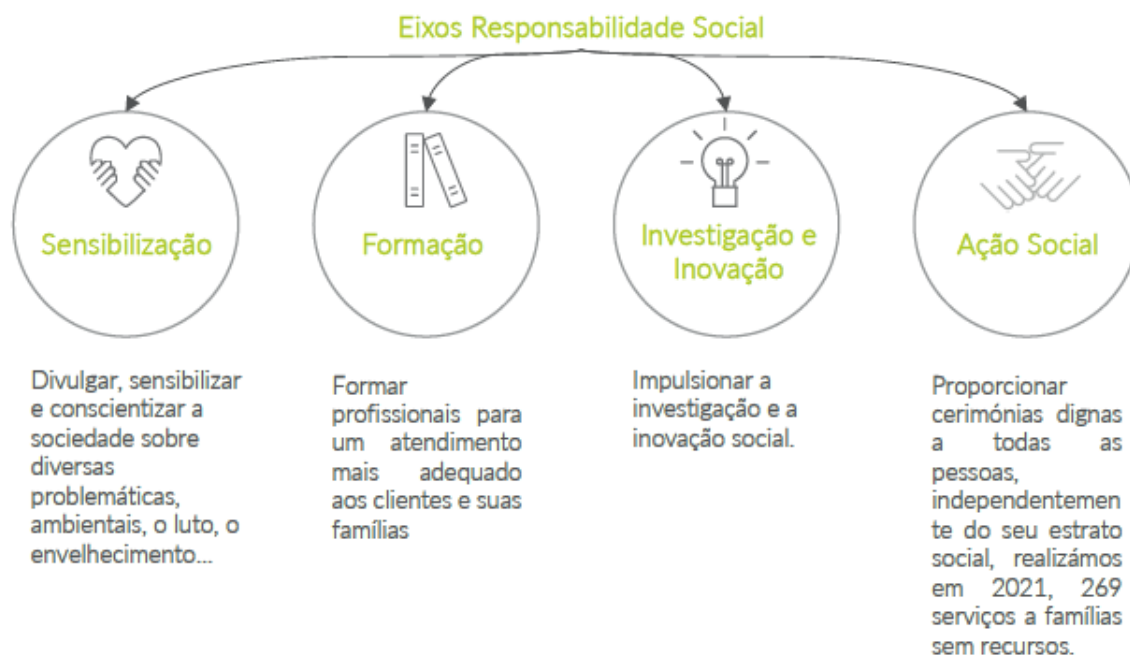 Eixos Responsabilidade Social
Sensibilização
Divulgar, sensibilizar
e conscientizar a
sociedade sobre
diversas
problemáticas,
ambientais, o luto, o
envelhecimento...
Formação
Formar
profissionais para
um atendimento
mais adequado
aos clientes e suas
famílias
Investigação e
Inovação
Impulsionar a
investigação e a
inovação social.
Ação Social
Proporcionar
cerimónias dignas
a todas as
pessoas,
independentemen
te do seu estrato
social, realizámos
em 2021, 269
serviços a famílias
sem recursos.